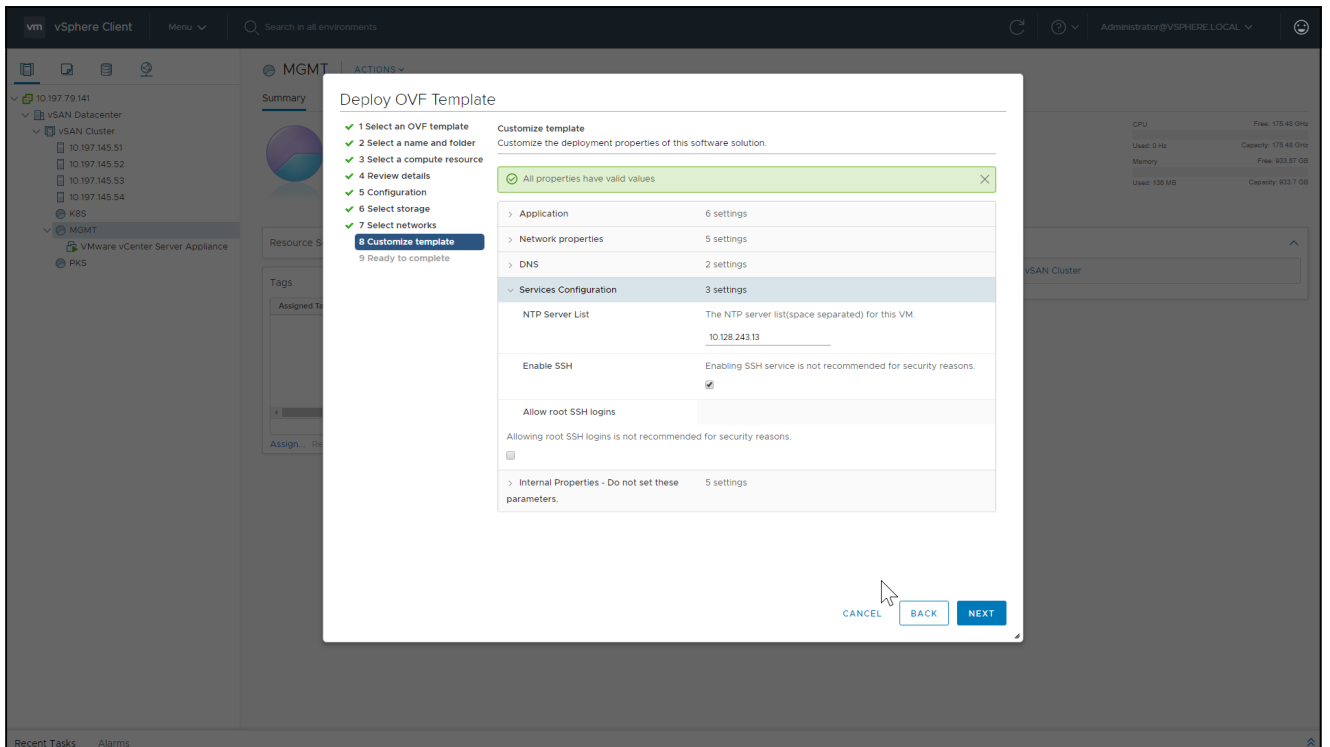 vm vSphere Client Menu Search in all environments Administrator@VSPHERE.LOCAL
10.197.79.141
vSAN Datacenter
vSAN Cluster
10.197.145.51
10.197.145.52
10.197.145.53
10.197.145.54
K8S
MGMT
VMware vCenter Server Appliance
PKS
MGMT ACTIONS
Summary
Resource S
Tags
Assigned Ta
Assign... Re
Deploy OVF Template
1 Select an OVF template
2 Select a name and folder
3 Select a compute resource
4 Review details
5 Configuration
6 Select storage
7 Select networks
8 Customize template
9 Ready to complete
Customize template
Customize the deployment properties of this software solution.
All properties have valid values
Application 6 settings
Network properties 5 settings
DNS 2 settings
Services Configuration 3 settings
NTP Server List The NTP server list(space separated) for this VM.
10.128.243.13
Enable SSH Enabling SSH service is not recommended for security reasons.
Allow root SSH logins
Allowing root SSH logins is not recommended for security reasons.
Internal Properties - Do not set these 5 settings
parameters.
CANCEL BACK NEXT
CPU Free: 175.48 GHz
Used: 0 Hz Capacity: 175.48 GHz
Memory Free: 933.57 GB
Used: 136 MB Capacity: 933.7 GB
vSAN Cluster
Recent Tasks Alarms